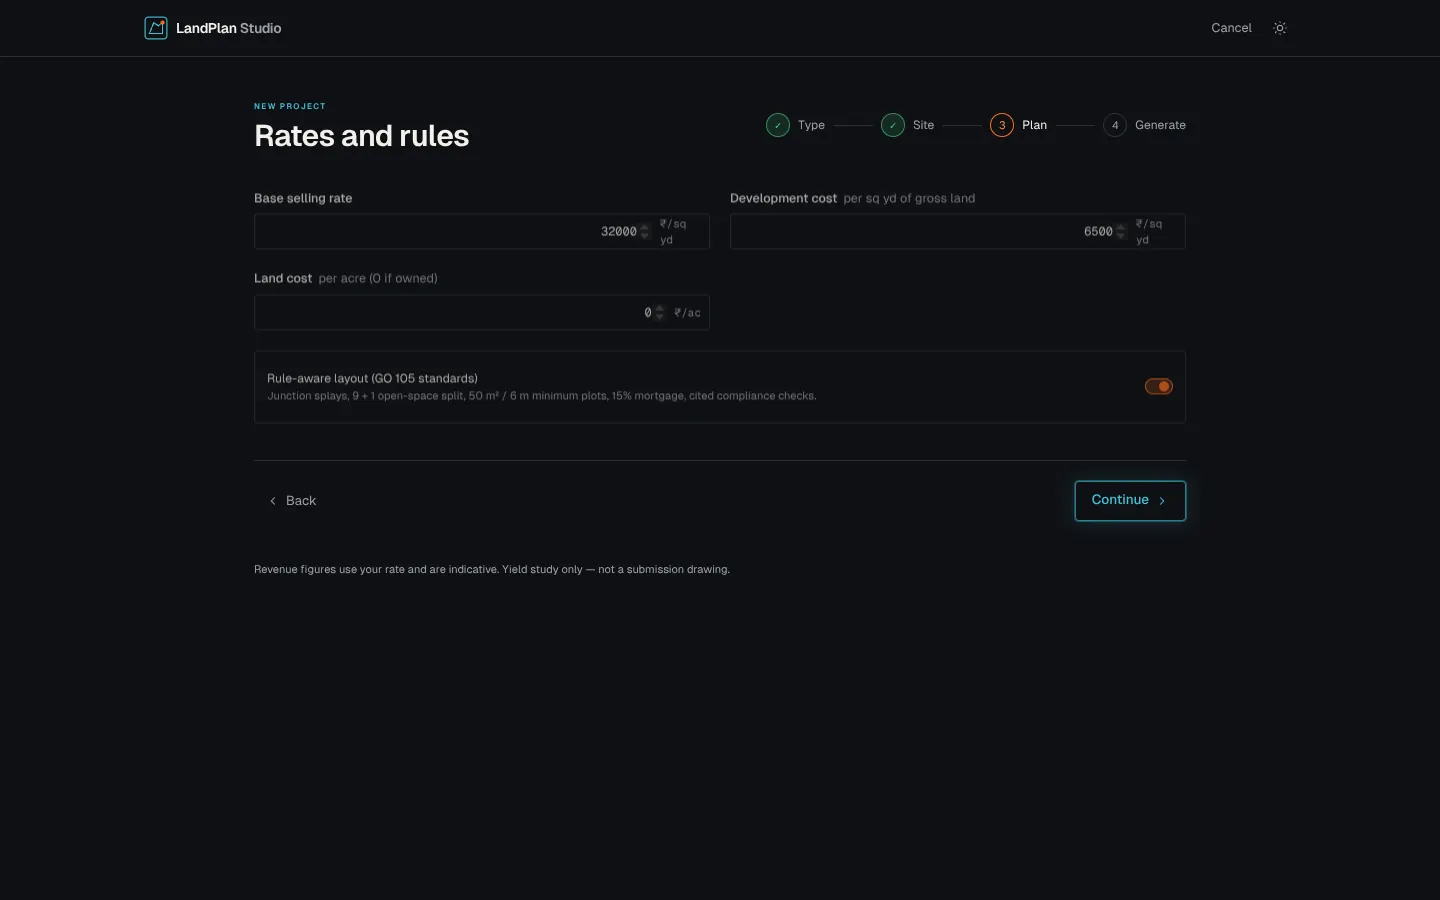 LandPlan Studio
Cancel
NEW PROJECT
Rates and rules
✓ Type
✓ Site
3 Plan
4 Generate
Base selling rate
32000 ₹/sq
yd
Development cost per sq yd of gross land
6500 ₹/sq
yd
Land cost per acre (0 if owned)
0 ₹/ac
Rule-aware layout (GO 105 standards)
Junction splays, 9 + 1 open-space split, 50 m² / 6 m minimum plots, 15% mortgage, cited compliance checks.
Back
Continue
Revenue figures use your rate and are indicative. Yield study only — not a submission drawing.